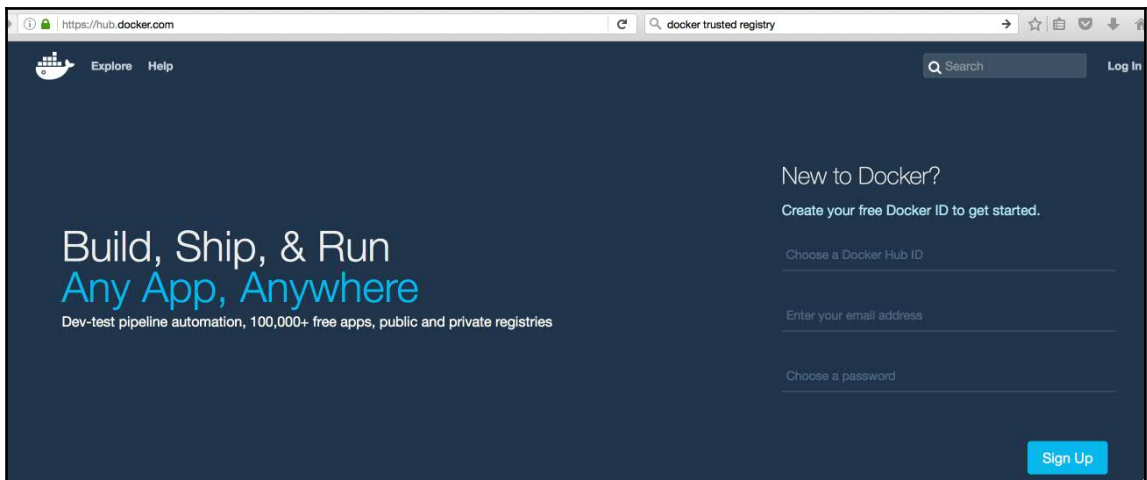 https://hub.docker.com
docker trusted registry
Explore Help
Search
Log In
New to Docker?
Create your free Docker ID to get started.
Choose a Docker Hub ID
Enter your email address
Choose a password
Sign Up
Build, Ship, & Run
Any App, Anywhere
Dev-test pipeline automation, 100,000+ free apps, public and private registries